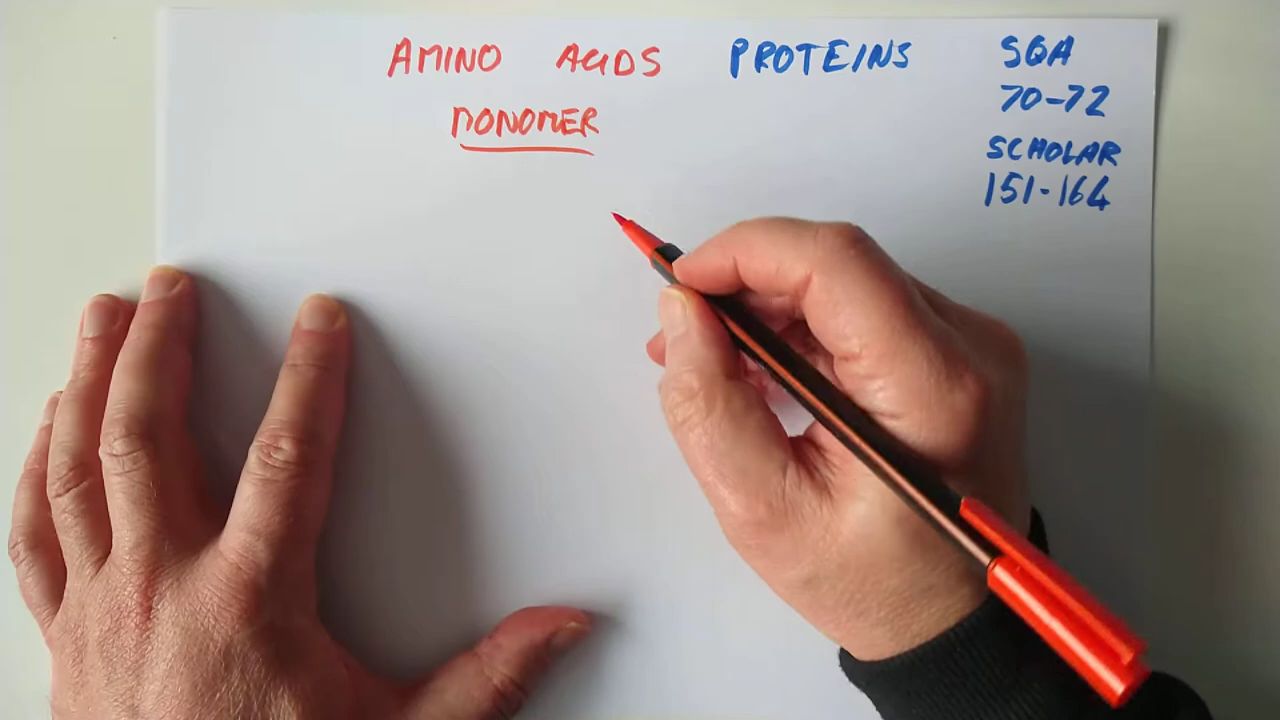 AMINO ACIDS PROTEINS
MONOMER
SQA
70-72
SCHOLAR
151-164